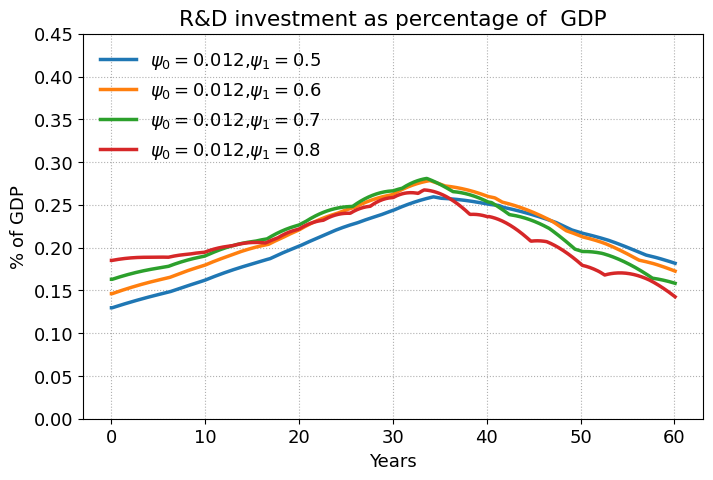 R&D investment as percentage of  GDP
% of GDP
0.45
0.40
0.35
0.30
0.25
0.20
0.15
0.10
0.05
0.00
ψ₀ = 0.012,ψ₁ = 0.5
ψ₀ = 0.012,ψ₁ = 0.6
ψ₀ = 0.012,ψ₁ = 0.7
ψ₀ = 0.012,ψ₁ = 0.8
0 10 20 30 40 50 60
Years